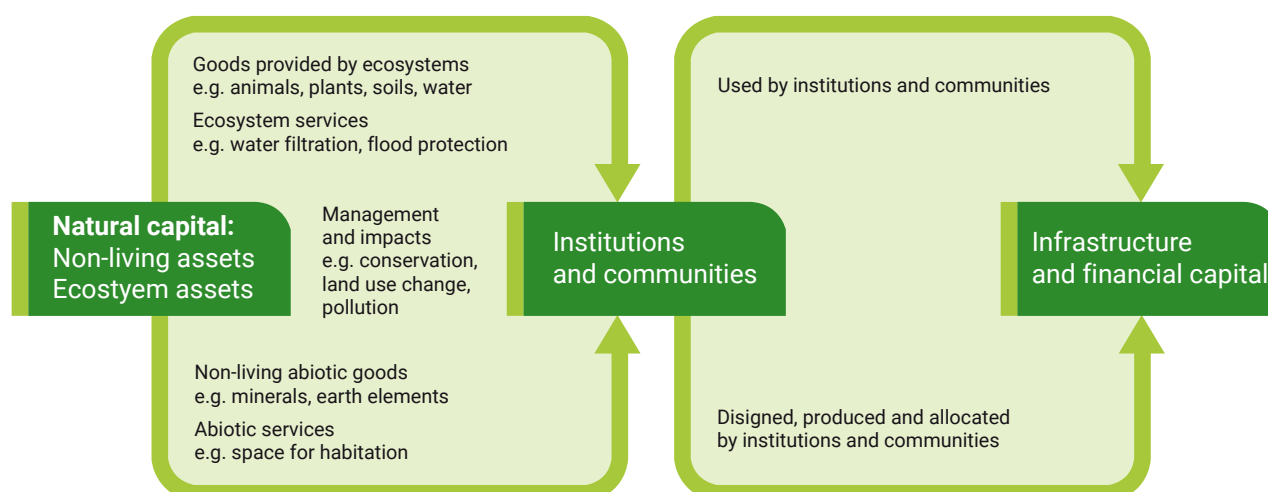 Goods provided by ecosystems
e.g. animals, plants, soils, water
Ecosystem services
e.g. water filtration, flood protection
Used by institutions and communities
Natural capital:
Non-living assets
Ecostyem assets
Management
and impacts
e.g. conservation,
land use change,
pollution
Institutions
and communities
Infrastructure
and financial capital
Non-living abiotic goods
e.g. minerals, earth elements
Abiotic services
e.g. space for habitation
Disigned, produced and allocated
by institutions and communities